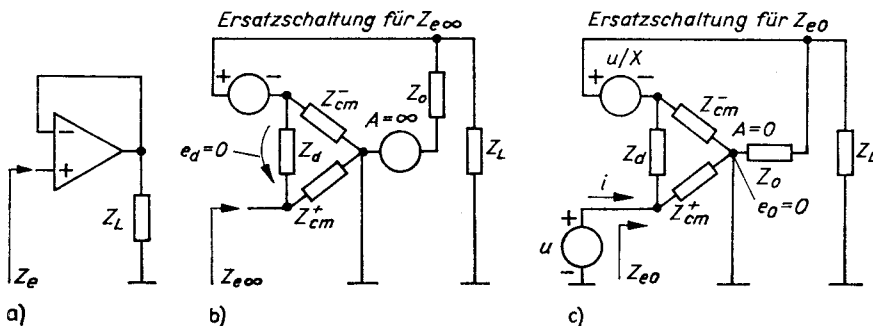 Ersatzschaltung für Z_e∞
Ersatzschaltung für Z_e0
−
+
Z_L
Z_e
a)
+
−
Z_cm^-
Z_o
A=∞
e_d=0
Z_d
Z_cm^+
Z_L
Z_e∞
b)
u/X
+
−
Z_cm^-
A=0
Z_d
Z_L
Z_o
i
Z_cm^+
e_o=0
+
u
−
Z_e0
c)